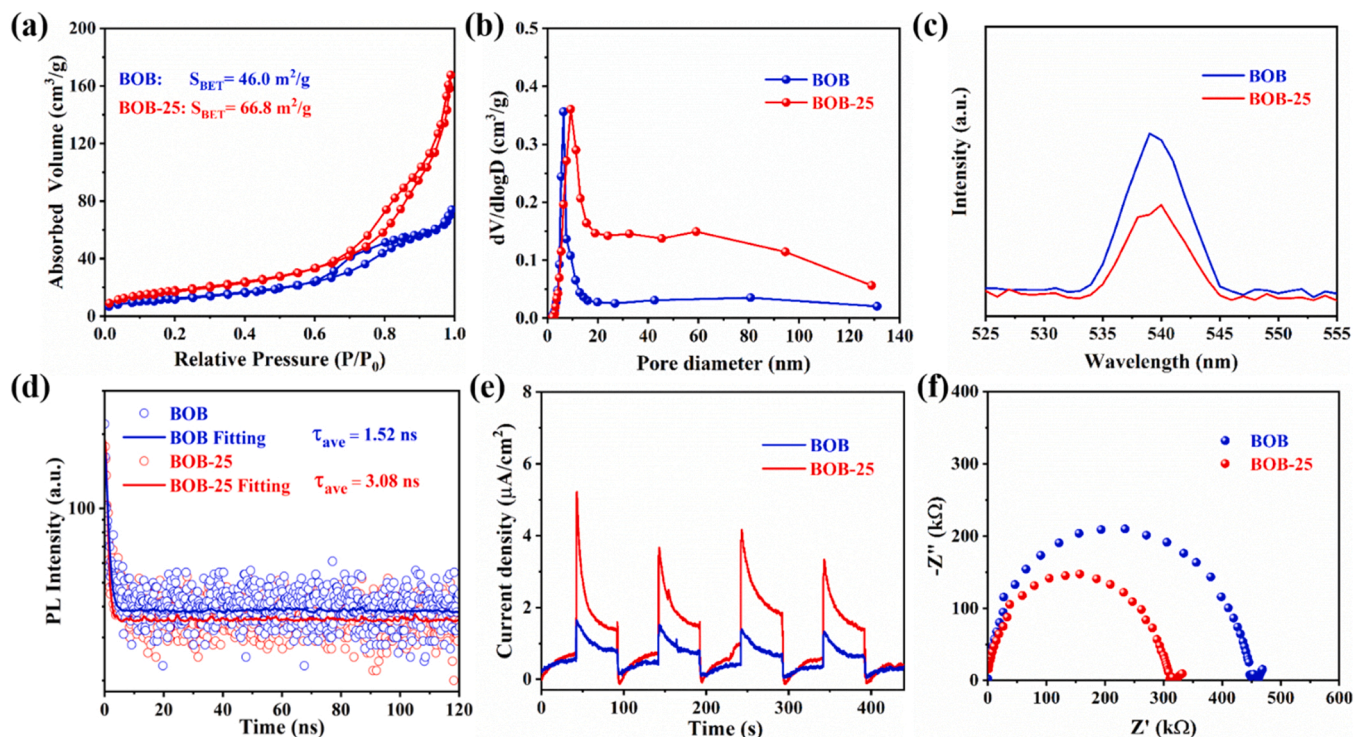 (a)
200
160
120
80
40
0
0.0 0.2 0.4 0.6 0.8 1.0
Absorbed Volume (cm³/g)
Relative Pressure (P/P₀)
BOB: S_BET= 46.0 m²/g
BOB-25: S_BET= 66.8 m²/g
(b)
0.5
0.4
0.3
0.2
0.1
0.0
0 20 40 60 80 100 120 140
dV/dlogD (cm³/g)
Pore diameter (nm)
BOB
BOB-25
(c)
Intensity (a.u.)
525 530 535 540 545 550 555
Wavelength (nm)
BOB
BOB-25
(d)
PL Intensity (a.u.)
100
0 20 40 60 80 100 120
Time (ns)
BOB
BOB Fitting
BOB-25
BOB-25 Fitting
τ_ave = 1.52 ns
τ_ave = 3.08 ns
(e)
8
6
4
2
0
0 100 200 300 400
Current density (μA/cm²)
Time (s)
BOB
BOB-25
(f)
400
300
200
100
0
0 100 200 300 400 500 600
-Z'' (kΩ)
Z' (kΩ)
BOB
BOB-25